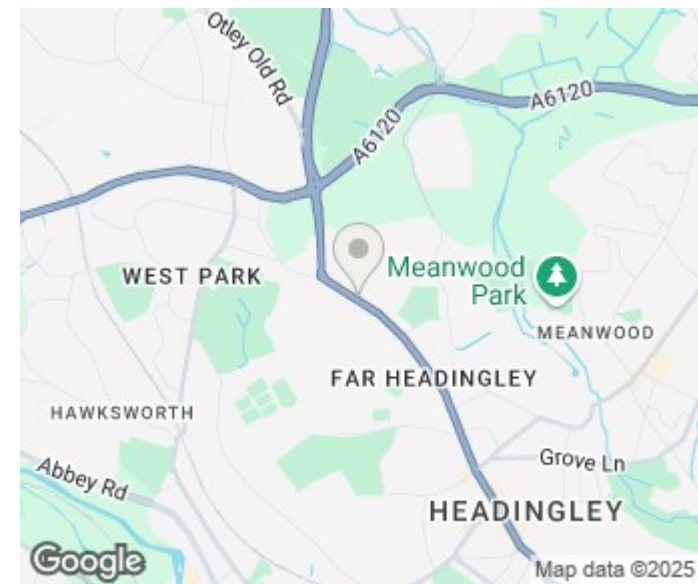 Otley Old Rd
A6120
A6120
WEST PARK
Meanwood
Park
MEANWOOD
FAR HEADINGLEY
HAWKSWORTH
Abbey Rd
Grove Ln
HEADINGLEY
Google
Map data ©2025